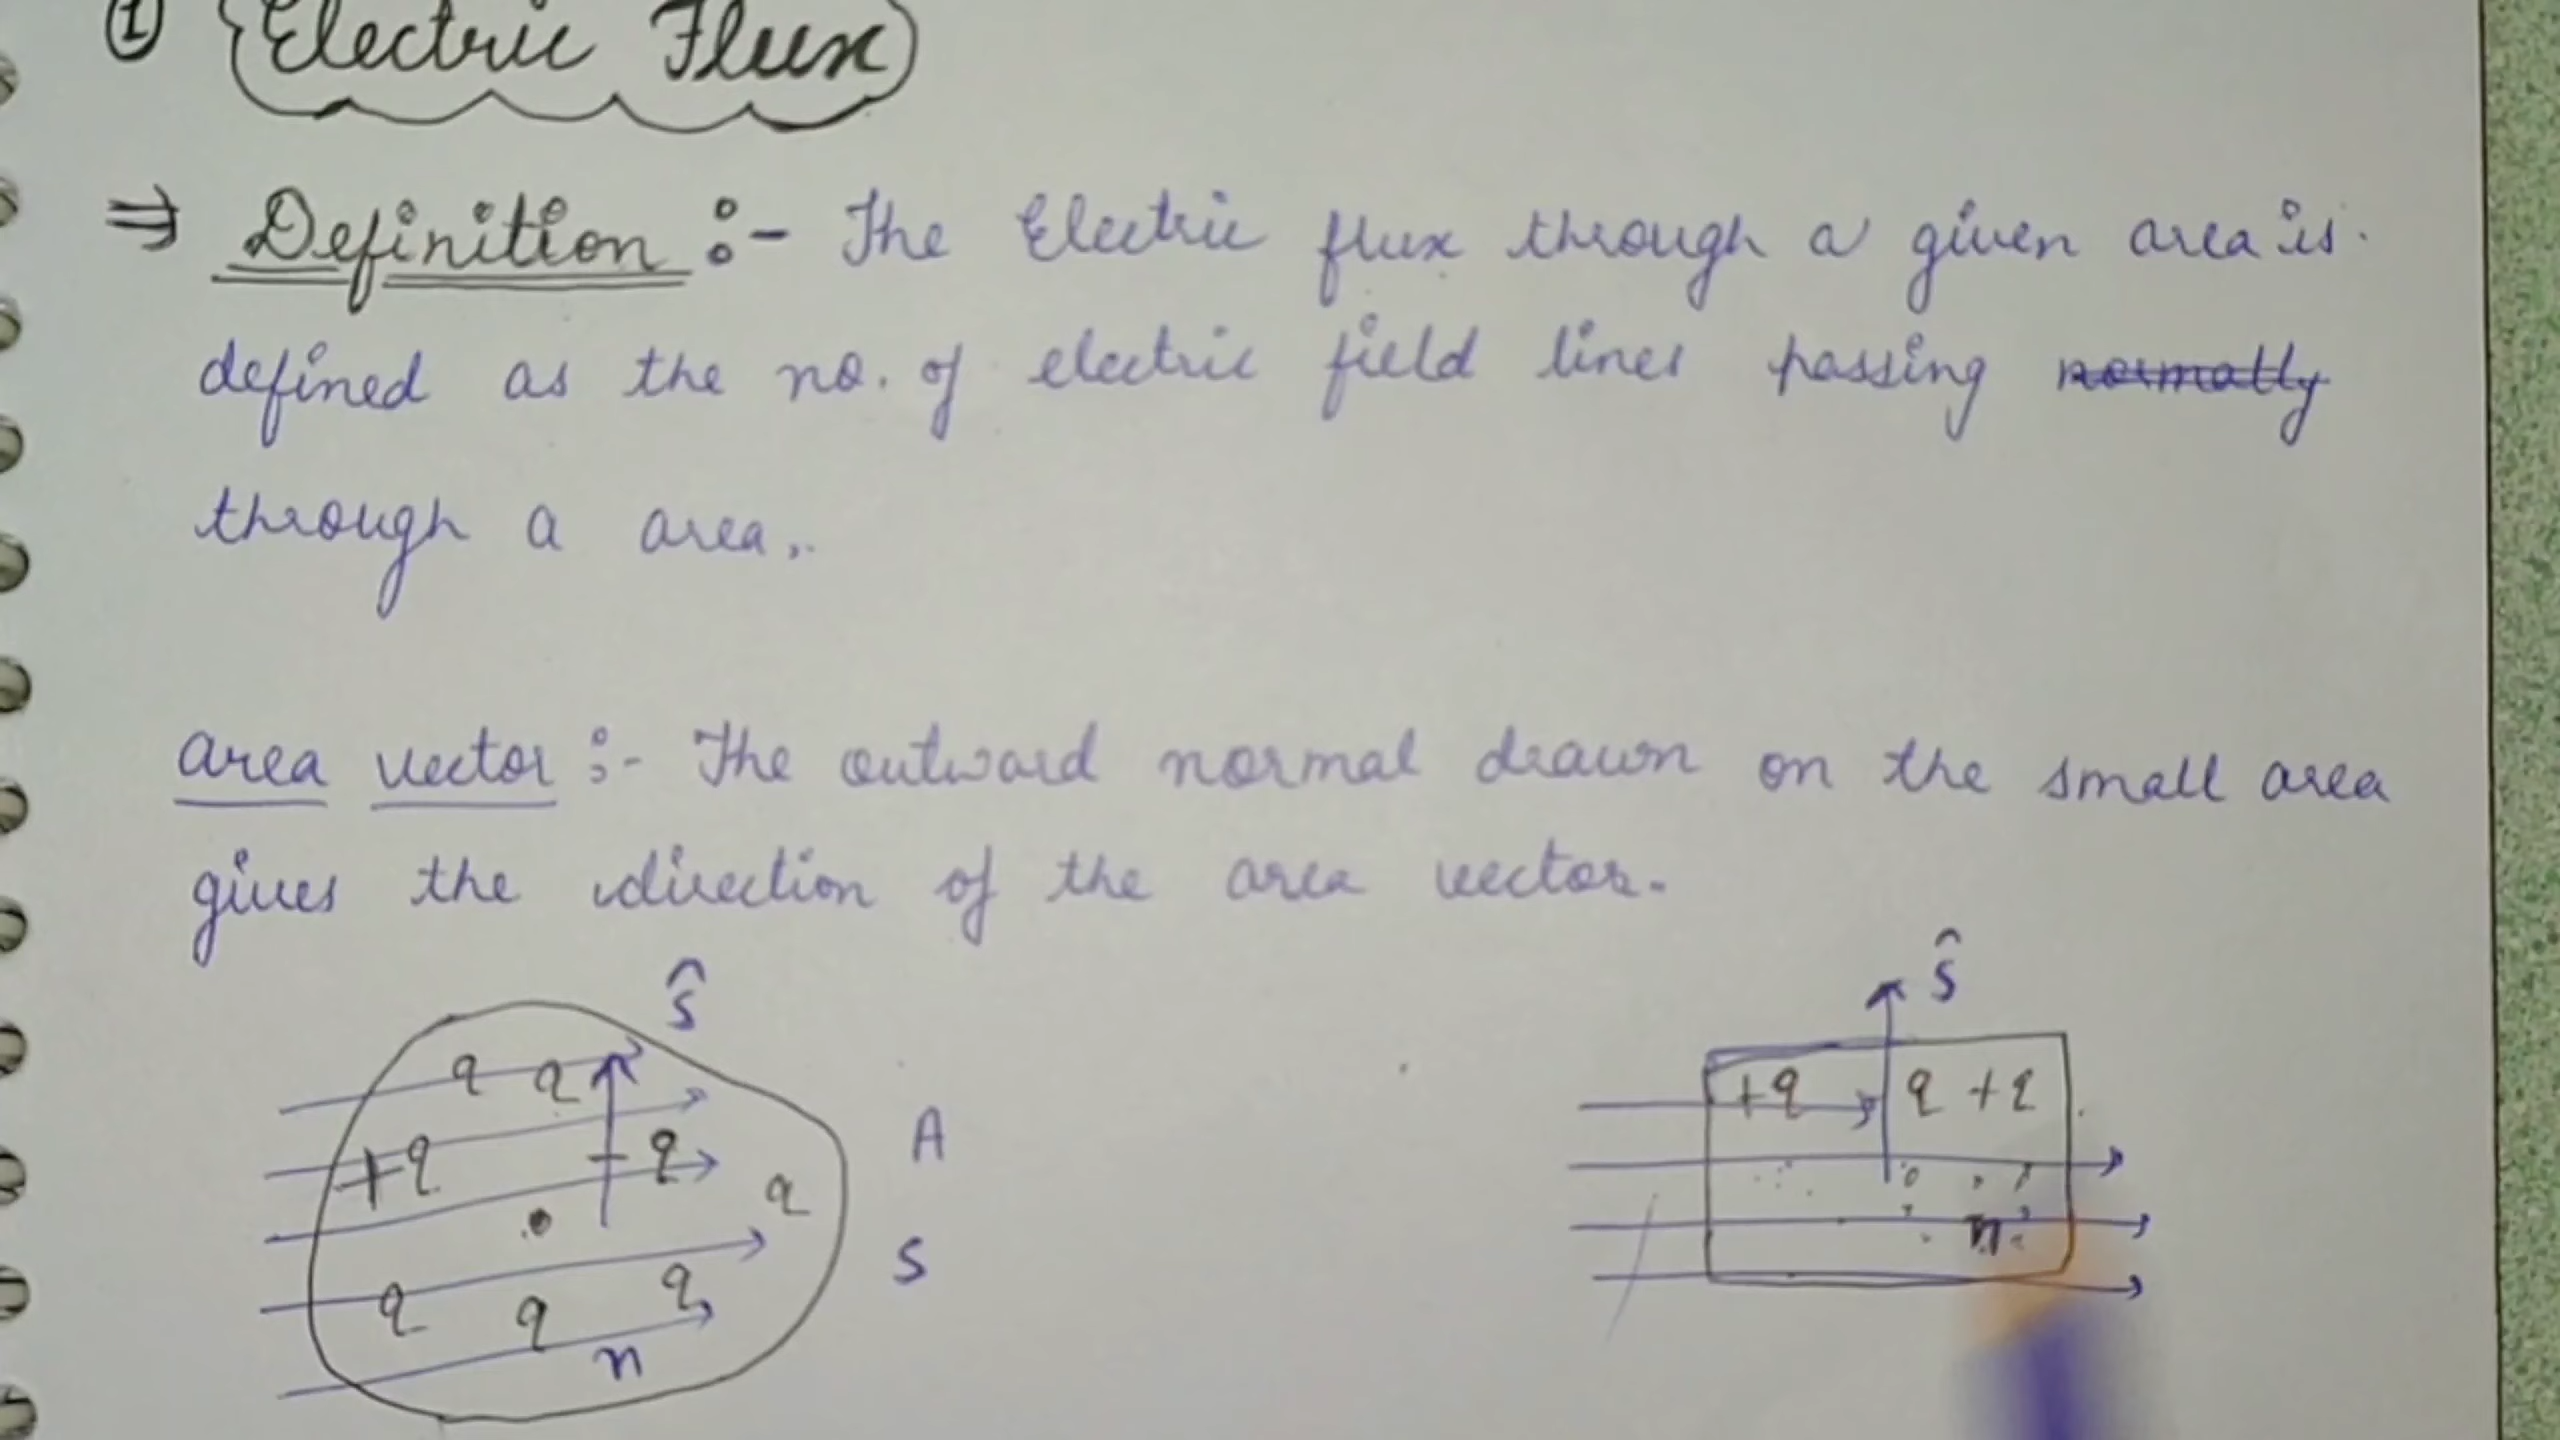 ① Electric Flux
⇒ Definition :- The Electric flux through a given area is
defined as the no. of electric field lines passing normally
through a area.
area vector :- The outward normal drawn on the small area
gives the direction of the area vector.
ŝ
q q
+q - q
q
q q q
n
A
S
ŝ
+q q +q
n